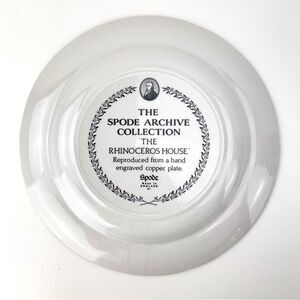 THE
SPODE ARCHIVE
COLLECTION
THE
RHINOCEROS HOUSE
Reproduced from a hand
engraved copper plate.
Spode
MADE IN
ENGLAND